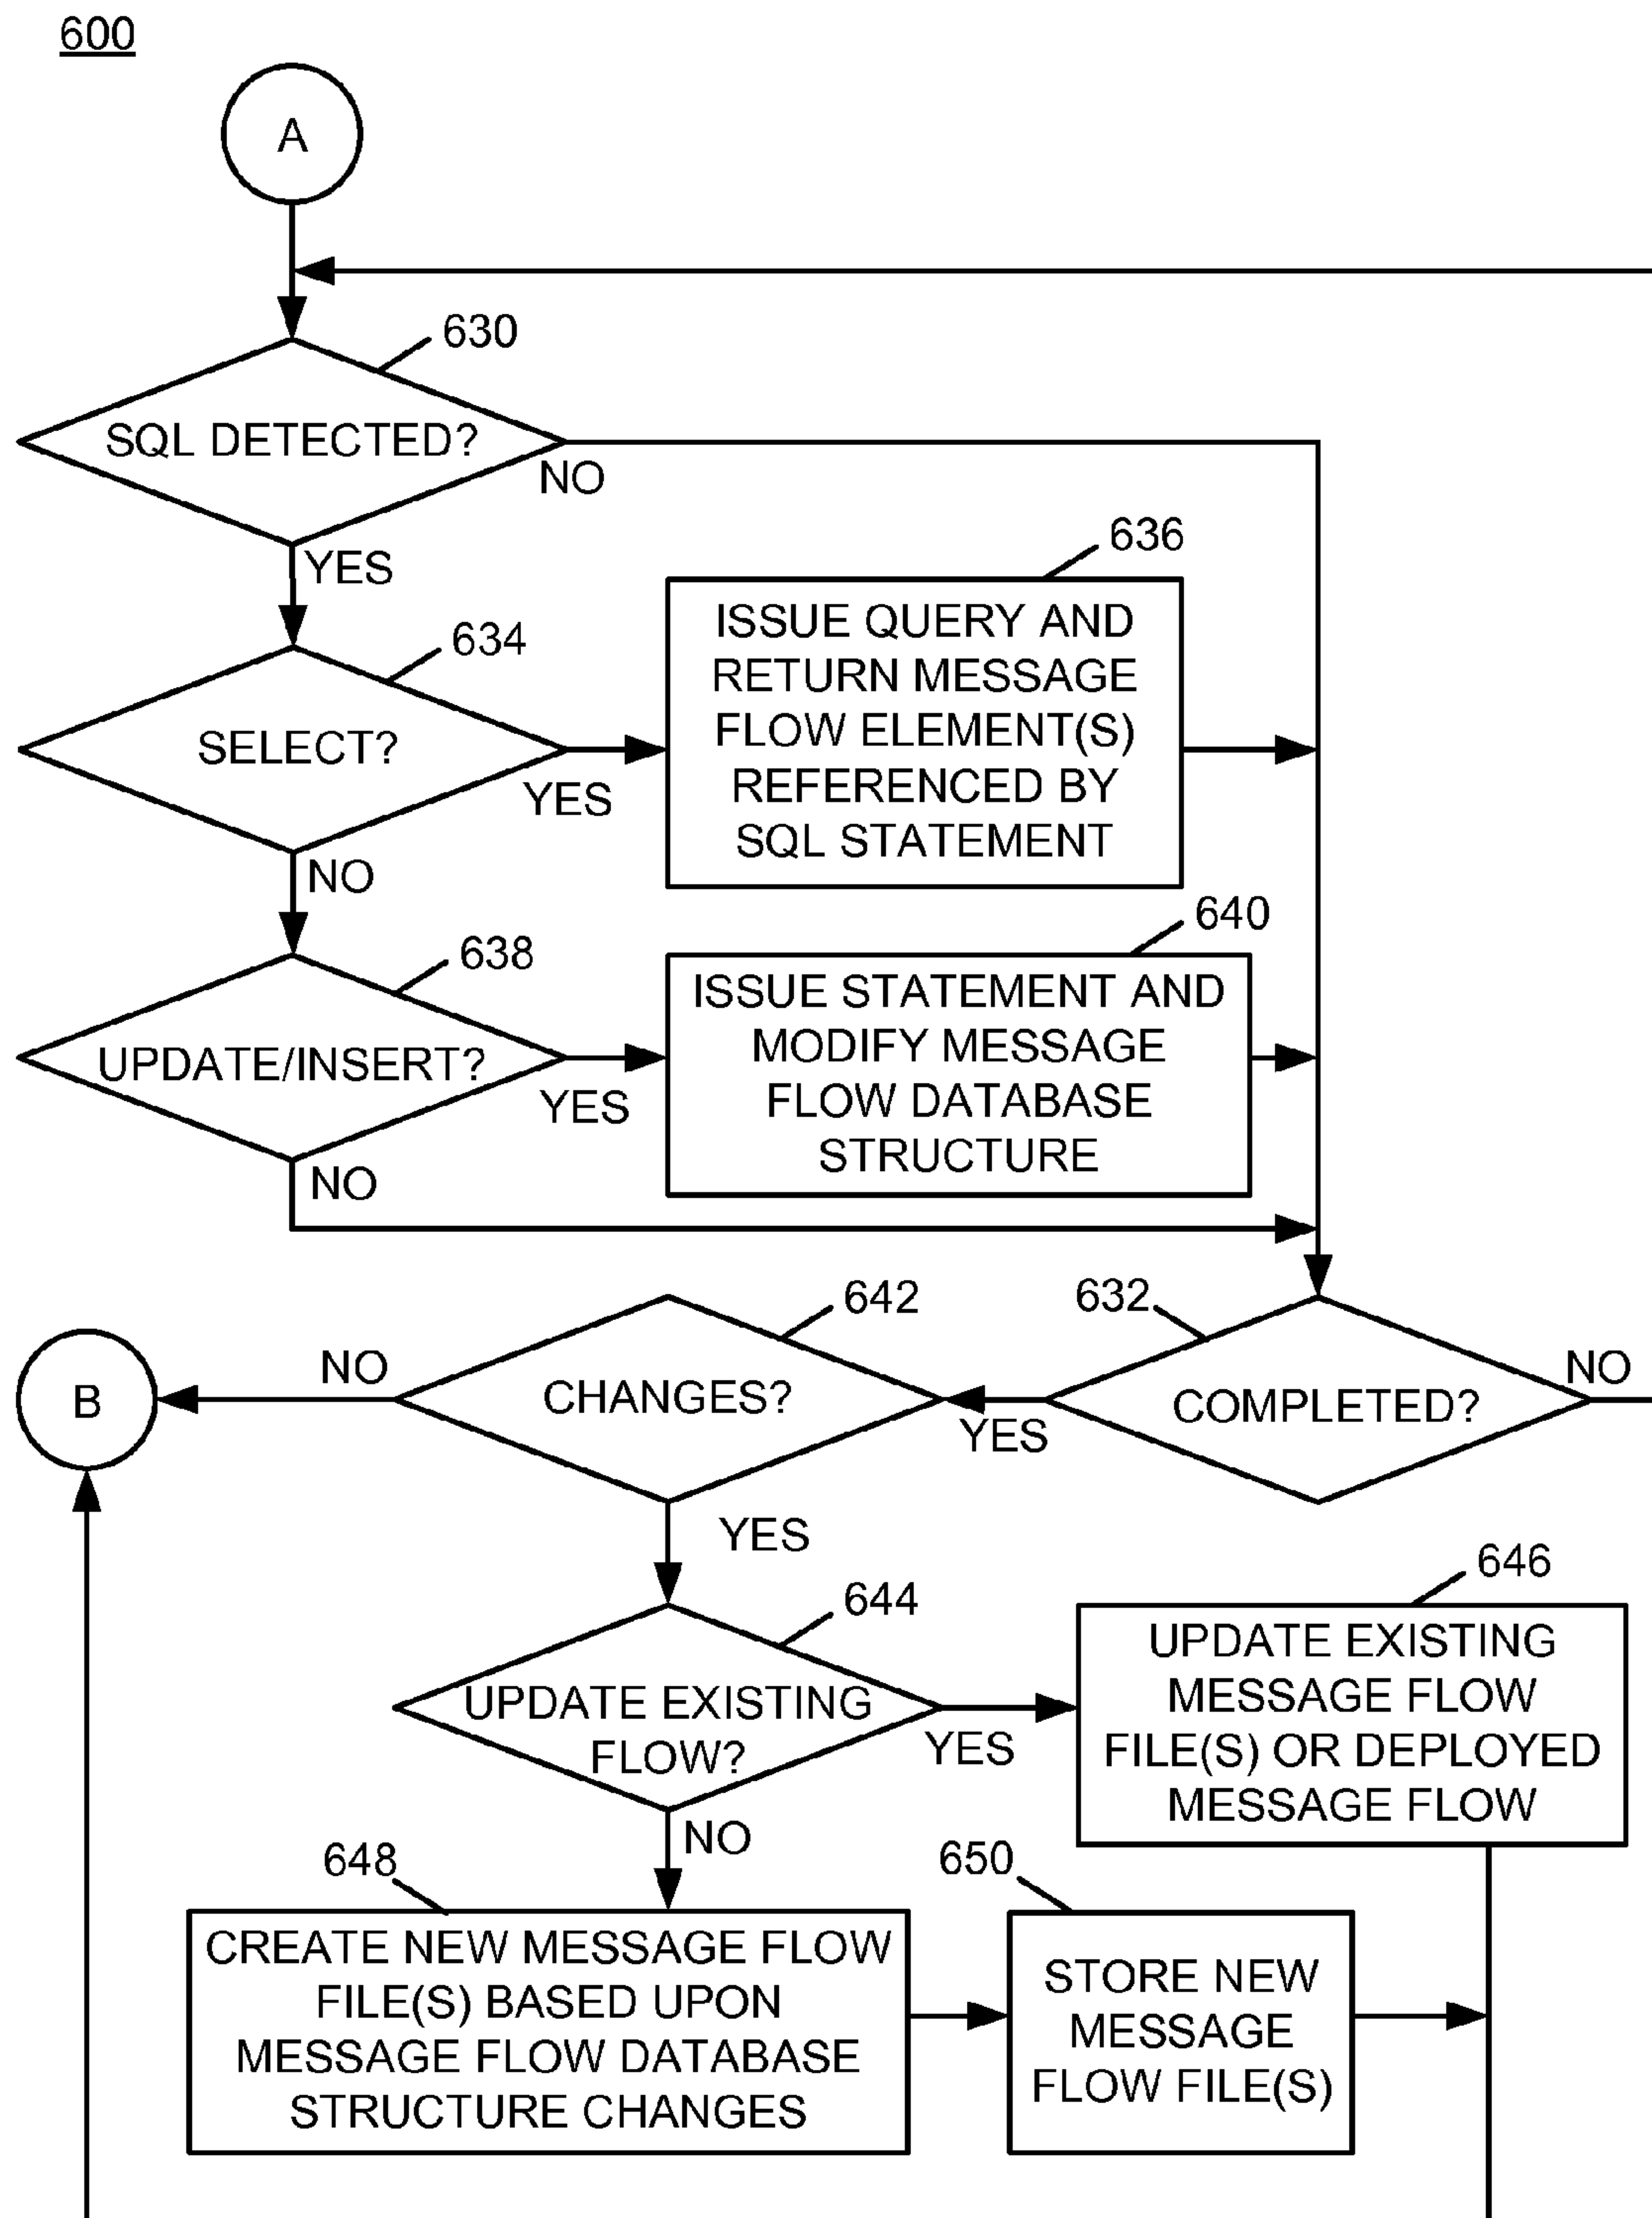 600
A
630
SQL DETECTED?
NO
YES
636
ISSUE QUERY AND
RETURN MESSAGE
FLOW ELEMENT(S)
REFERENCED BY
SQL STATEMENT
634
SELECT?
YES
NO
640
638
ISSUE STATEMENT AND
MODIFY MESSAGE
FLOW DATABASE
STRUCTURE
UPDATE/INSERT?
YES
NO
642
632
NO
NO
B
CHANGES?
COMPLETED?
YES
YES
646
644
UPDATE EXISTING
MESSAGE FLOW
FILE(S) OR DEPLOYED
MESSAGE FLOW
UPDATE EXISTING
FLOW?
YES
NO
648
650
CREATE NEW MESSAGE FLOW
FILE(S) BASED UPON
MESSAGE FLOW DATABASE
STRUCTURE CHANGES
STORE NEW
MESSAGE
FLOW FILE(S)